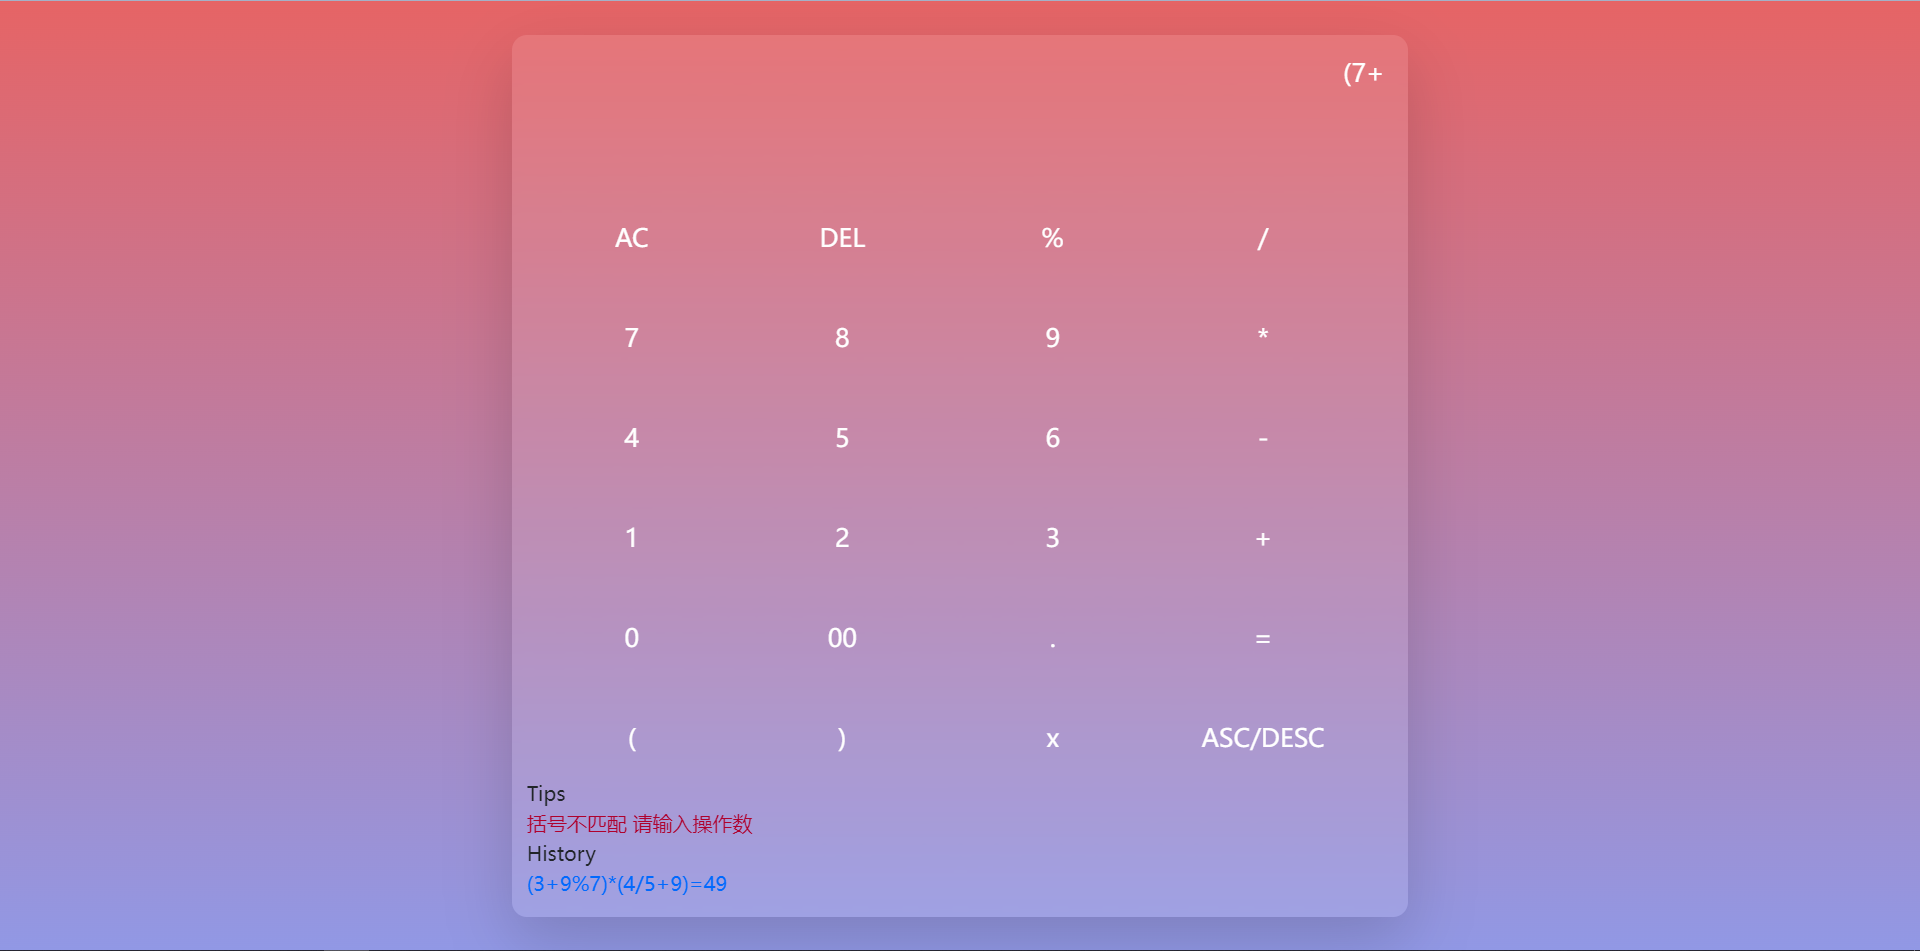 (7+
AC DEL % /
7 8 9 *
4 5 6 -
1 2 3 +
0 00 . =
( ) x ASC/DESC
Tips
括号不匹配 请输入操作数
History
(3+9%7)*(4/5+9)=49